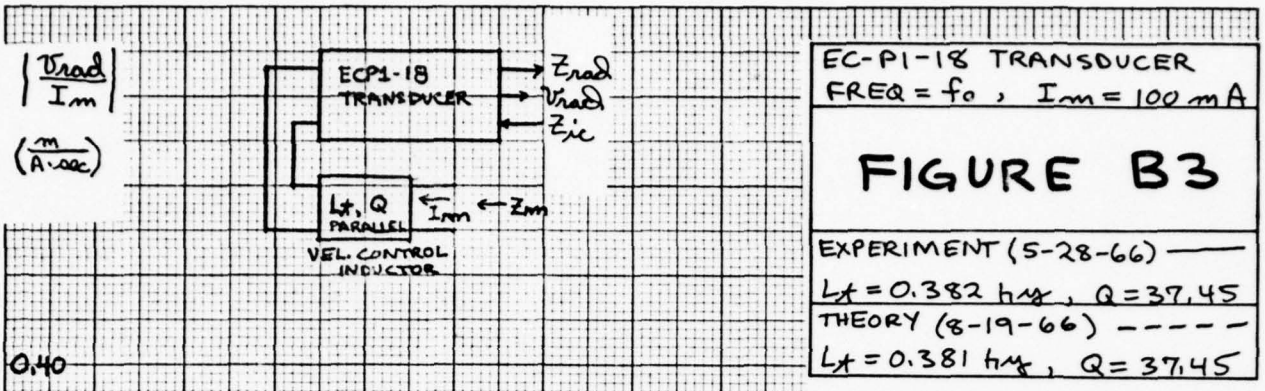 | Vrad / Im |
(m / A·sec)
0.40
ECP1-18
TRANSDUCER
Zrad
Vrad
Zic
Lt, Q
PARALLEL
Im
Zm
VEL. CONTROL
INDUCTOR
EC-P1-18 TRANSDUCER
FREQ = fo, Im = 100 mA
FIGURE B3
EXPERIMENT (5-28-66) ———
Lt = 0.382 hy, Q = 37.45
THEORY (8-19-66) -----
Lt = 0.381 hy, Q = 37.45